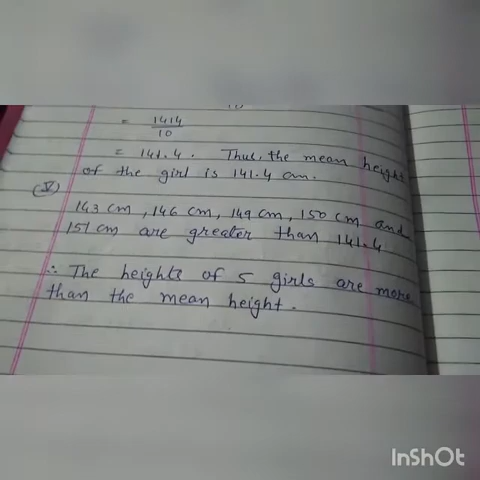 10
= 1414
10
= 141.4. Thus, the mean height
of the girl is 141.4 cm.
(V)
143 cm, 146 cm, 149 cm, 150 cm and
151 cm are greater than 141.4
∴ The heights of 5 girls are more
than the mean height.
InShOt